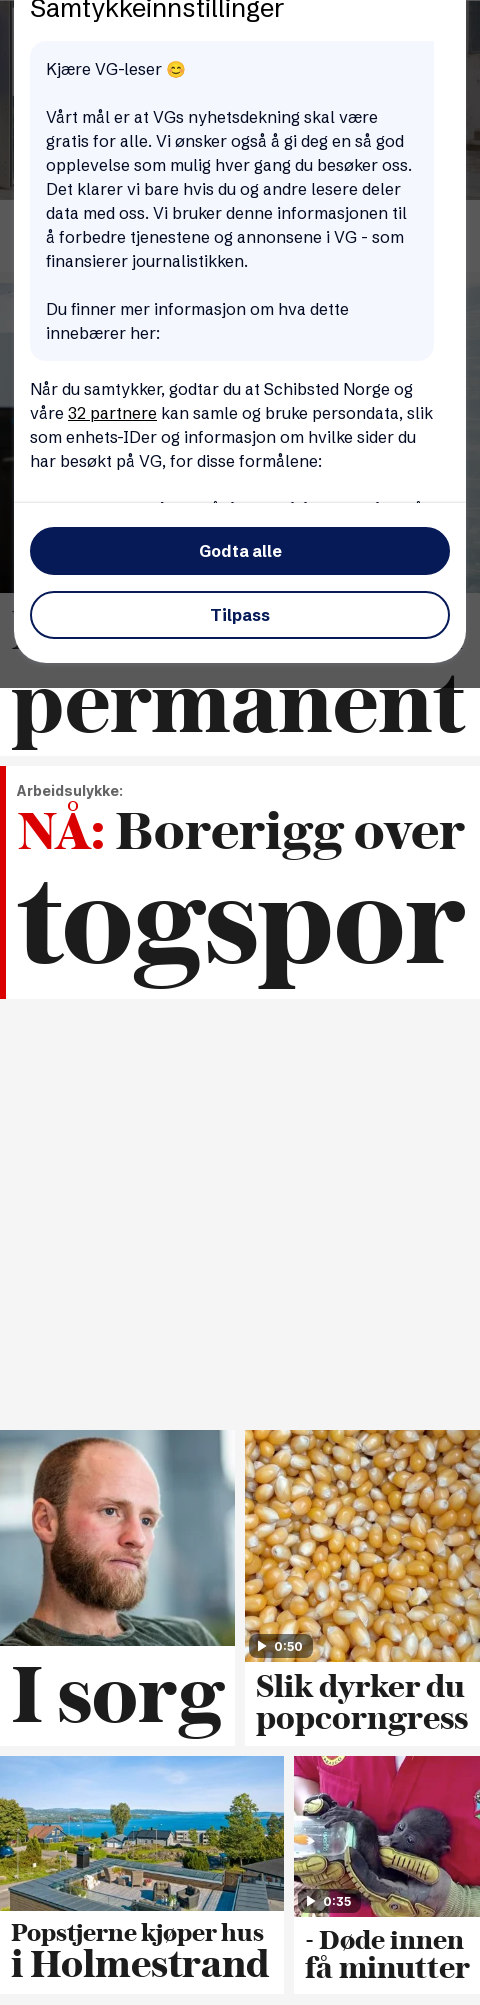 Samtykkeinnstillinger
Kjære VG-leser 😊
Vårt mål er at VGs nyhetsdekning skal være
gratis for alle. Vi ønsker også å gi deg en så god
opplevelse som mulig hver gang du besøker oss.
Det klarer vi bare hvis du og andre lesere deler
data med oss. Vi bruker denne informasjonen til
å forbedre tjenestene og annonsene i VG - som
finansierer journalistikken.
Du finner mer informasjon om hva dette
innebærer her:
Når du samtykker, godtar du at Schibsted Norge og
våre 32 partnere kan samle og bruke persondata, slik
som enhets-IDer og informasjon om hvilke sider du
har besøkt på VG, for disse formålene:
Godta alle
Tilpass
permanent
Arbeidsulykke:
NÅ: Borerigg over
togspor
I sorg
0:50
Slik dyrker du
popcorngress
Popstjerne kjøper hus
i Holmestrand
0:35
- Døde innen
få minutter